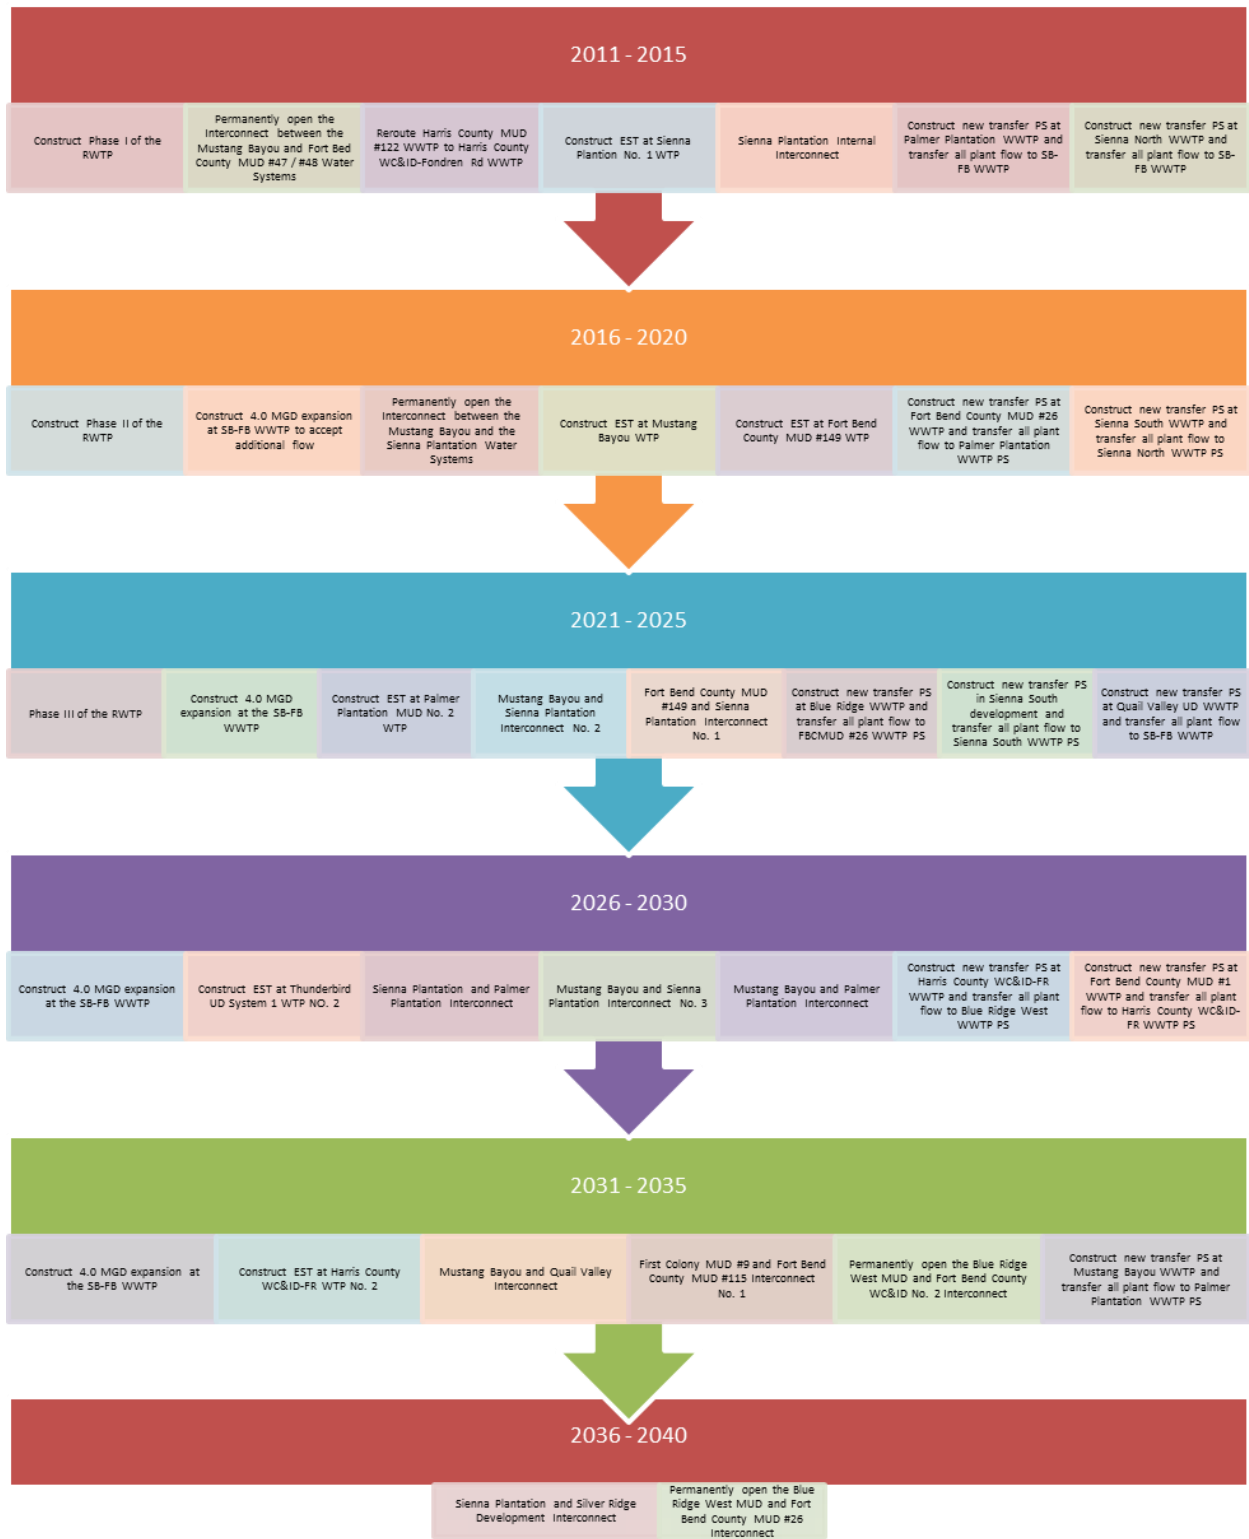 2011 - 2015
Construct Phase I of the
RWTP
Permanently open the
Interconnect between the
Mustang Bayou and Fort Bed
County MUD #47 / #48 Water
Systems
Reroute Harris County MUD
#122 WWTP to Harris County
WC&ID-Fondren Rd WWTP
Construct EST at Sienna
Plantion No. 1 WTP
Sienna Plantation Internal
Interconnect
Construct new transfer PS at
Palmer Plantation WWTP and
transfer all plant flow to SB-
FB WWTP
Construct new transfer PS at
Sienna North WWTP and
transfer all plant flow to SB-
FB WWTP
2016 - 2020
Construct Phase II of the
RWTP
Construct 4.0 MGD expansion
at SB-FB WWTP to accept
additional flow
Permanently open the
Interconnect between the
Mustang Bayou and the
Sienna Plantation Water
Systems
Construct EST at Mustang
Bayou WTP
Construct EST at Fort Bend
County MUD #149 WTP
Construct new transfer PS at
Fort Bend County MUD #26
WWTP and transfer all plant
flow to Palmer Plantation
WWTP PS
Construct new transfer PS at
Sienna South WWTP and
transfer all plant flow to
Sienna North WWTP PS
2021 - 2025
Phase III of the RWTP
Construct 4.0 MGD
expansion at the SB-FB
WWTP
Construct EST at Palmer
Plantation MUD No. 2
WTP
Mustang Bayou and
Sienna Plantation
Interconnect No. 2
Fort Bend County MUD
#149 and Sienna
Plantation Interconnect
No. 1
Construct new transfer PS
at Blue Ridge WWTP and
transfer all plant flow to
FBCMUD #26 WWTP PS
Construct new transfer PS
in Sienna South
development and
transfer all plant flow to
Sienna South WWTP PS
Construct new transfer PS
at Quail Valley UD WWTP
and transfer all plant flow
to SB-FB WWTP
2026 - 2030
Construct 4.0 MGD expansion
at the SB-FB WWTP
Construct EST at Thunderbird
UD System 1 WTP NO. 2
Sienna Plantation and Palmer
Plantation Interconnect
Mustang Bayou and Sienna
Plantation Interconnect No. 3
Mustang Bayou and Palmer
Plantation Interconnect
Construct new transfer PS at
Harris County WC&ID-FR
WWTP and transfer all plant
flow to Blue Ridge West
WWTP PS
Construct new transfer PS at
Fort Bend County MUD #1
WWTP and transfer all plant
flow to Harris County WC&ID-
FR WWTP PS
2031 - 2035
Construct 4.0 MGD expansion at
the SB-FB WWTP
Construct EST at Harris County
WC&ID-FR WTP No. 2
Mustang Bayou and Quail Valley
Interconnect
First Colony MUD #9 and Fort Bend
County MUD #115 Interconnect
No. 1
Permanently open the Blue Ridge
West MUD and Fort Bend County
WC&ID No. 2 Interconnect
Construct new transfer PS at
Mustang Bayou WWTP and
transfer all plant flow to Palmer
Plantation WWTP PS
2036 - 2040
Sienna Plantation and Silver Ridge
Development Interconnect
Permanently open the Blue
Ridge West MUD and Fort
Bend County MUD #26
Interconnect